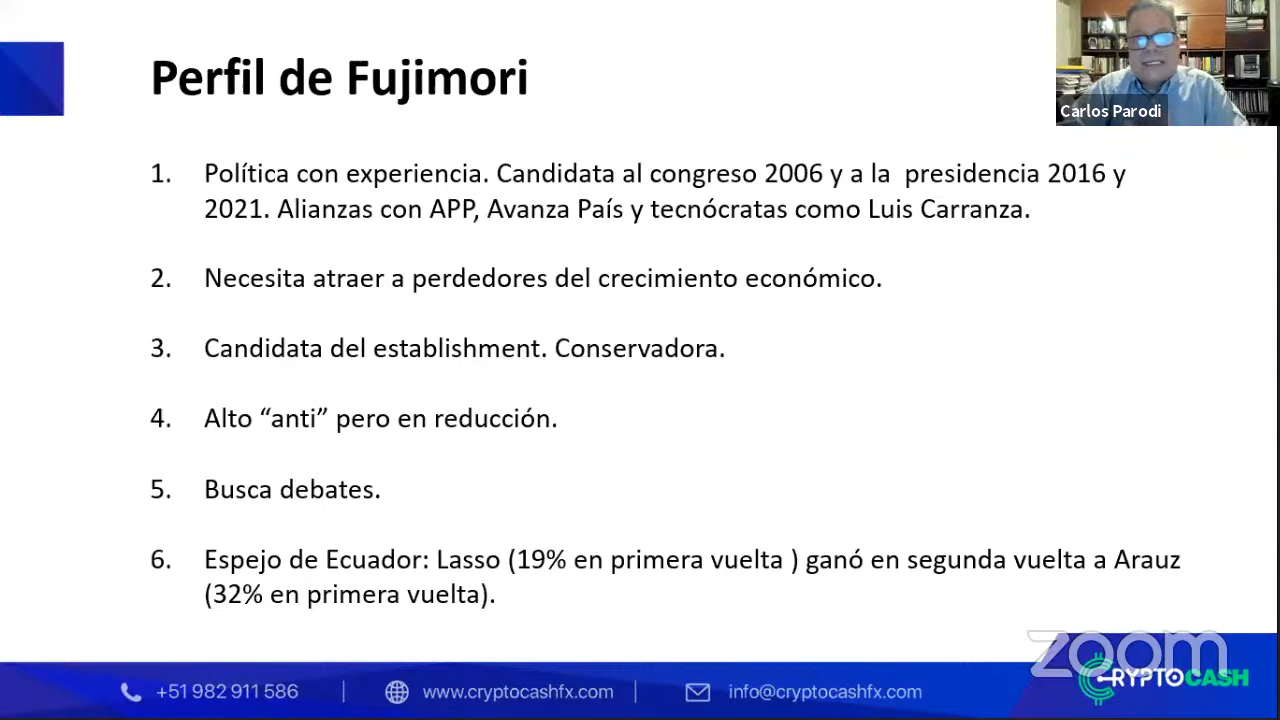 Perfil de Fujimori
Carlos Parodi
1. Política con experiencia. Candidata al congreso 2006 y a la  presidencia 2016 y
2021. Alianzas con APP, Avanza País y tecnócratas como Luis Carranza.
2. Necesita atraer a perdedores del crecimiento económico.
3. Candidata del establishment. Conservadora.
4. Alto “anti” pero en reducción.
5. Busca debates.
6. Espejo de Ecuador: Lasso (19% en primera vuelta ) ganó en segunda vuelta a Arauz
(32% en primera vuelta).
zoom
+51 982 911 586 | www.cryptocashfx.com | info@cryptocashfx.com
CRYPTOCASH